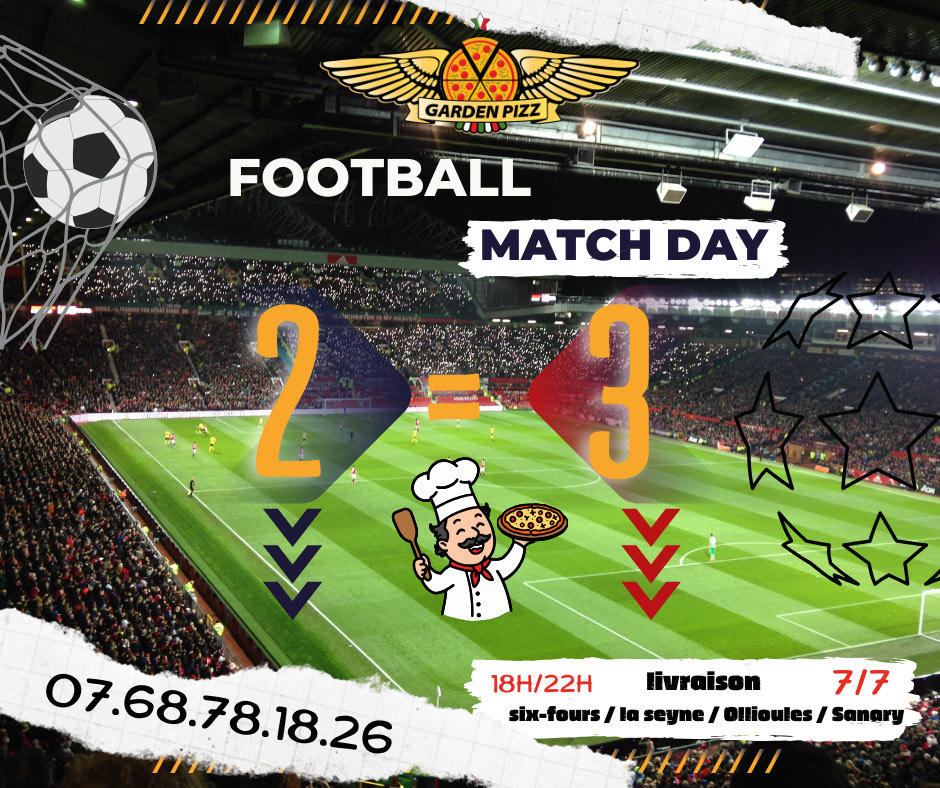 GARDEN PIZZ
FOOTBALL
MATCH DAY
2 = 3
18H/22H livraison 7/7
six-fours / la seyne / Ollioules / Sanary
07.68.78.18.26